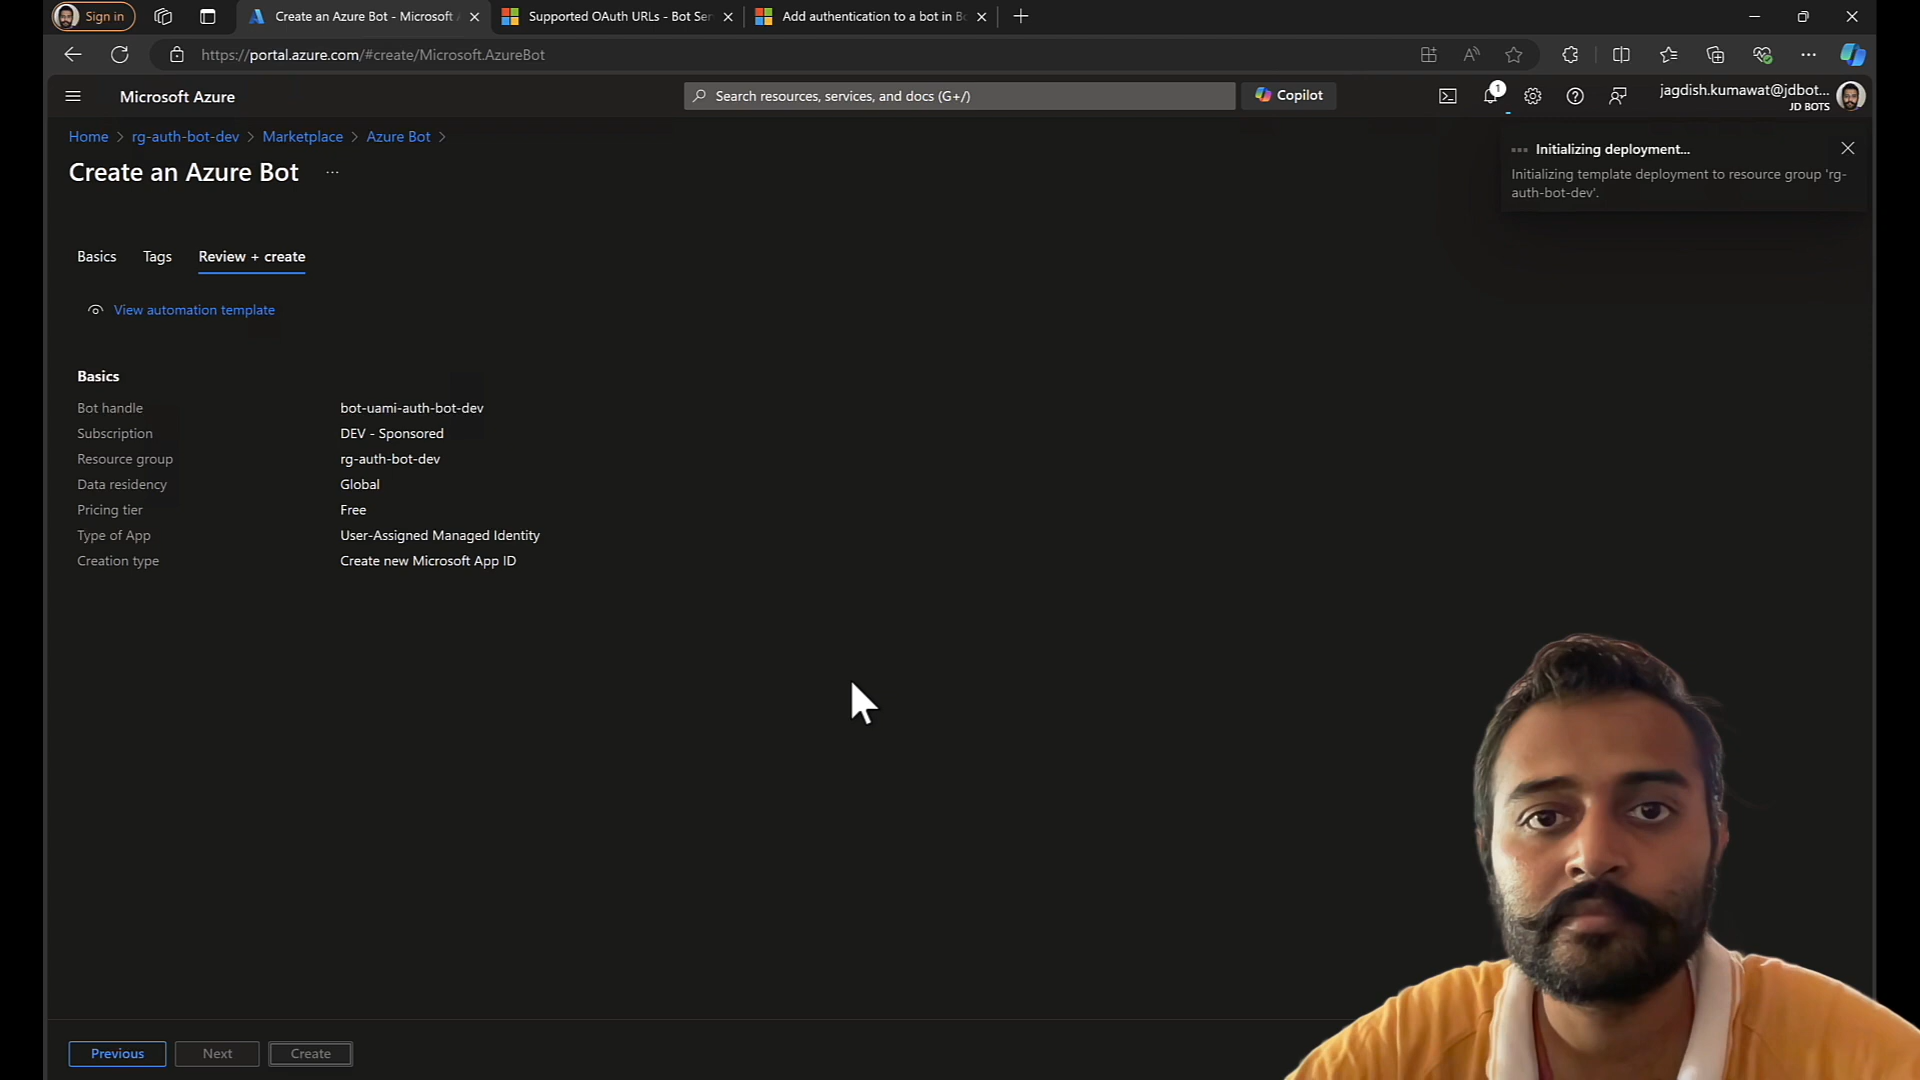 Sign in
Create an Azure Bot - Microsoft A
Supported OAuth URLs - Bot Ser
Add authentication to a bot in Bo
https://portal.azure.com/#create/Microsoft.AzureBot
Microsoft Azure
Search resources, services, and docs (G+/)
Copilot
1
jagdish.kumawat@jdbot...
JD BOTS
Home > rg-auth-bot-dev > Marketplace > Azure Bot >
Create an Azure Bot ...
Initializing deployment...
Initializing template deployment to resource group 'rg-
auth-bot-dev'.
Basics Tags Review + create
View automation template
Basics
Bot handle bot-uami-auth-bot-dev
Subscription DEV - Sponsored
Resource group rg-auth-bot-dev
Data residency Global
Pricing tier Free
Type of App User-Assigned Managed Identity
Creation type Create new Microsoft App ID
Previous Next Create